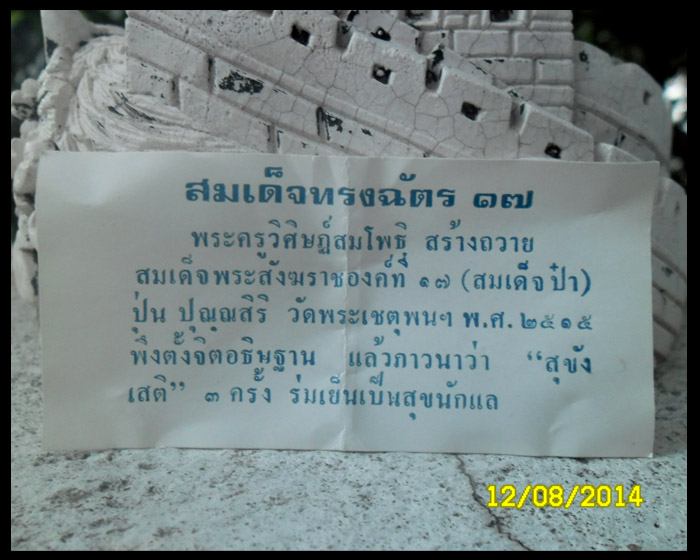 สมเด็จทรงฉัตร ๑๗
พระครูวิศิษฏ์สมโพธิ สร้างถวาย
สมเด็จพระสังฆราชองค์ที่ ๑๗ (สมเด็จป๋า)
ปุ่น ปุณฺณสิริ วัดพระเชตุพนฯ พ.ศ. ๒๕๑๕
พึงตั้งจิตอธิษฐาน แล้วภาวนาว่า “สุขัง
เสติ” ๓ ครั้ง ร่มเย็นเป็นสุขนักแล
12/08/2014